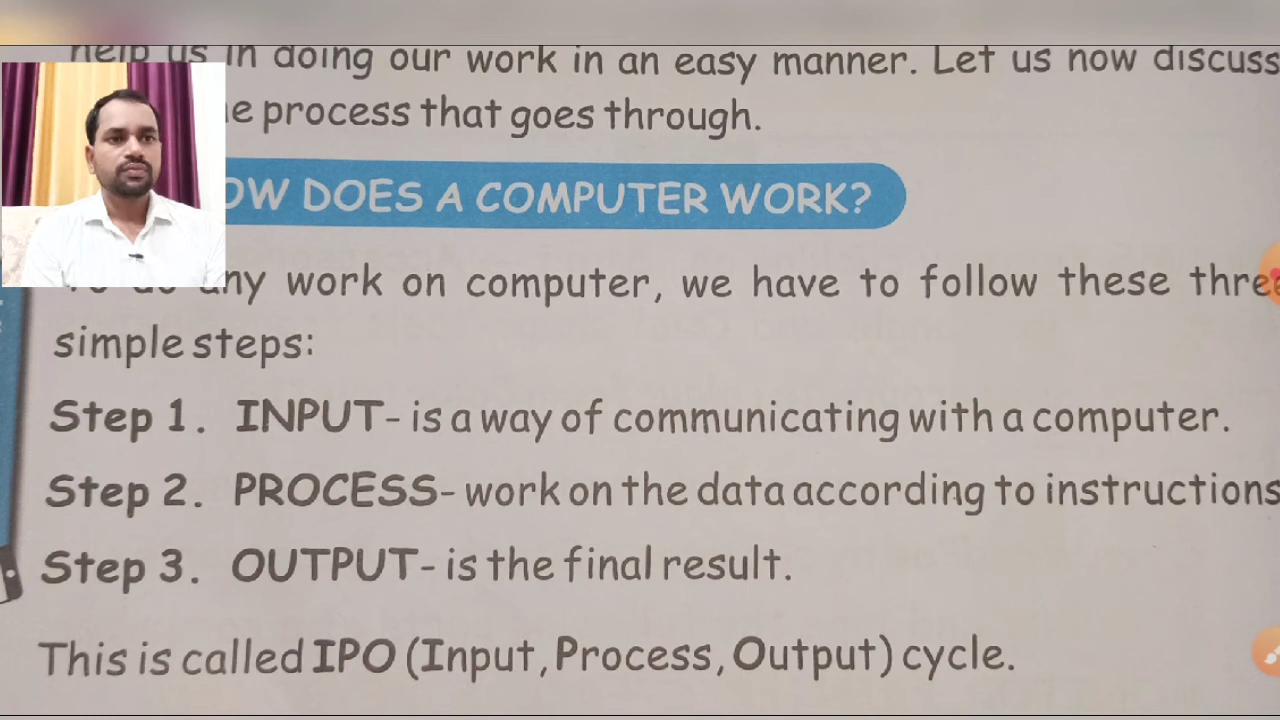 help us in doing our work in an easy manner. Let us now discuss
process that goes through.
DOES A COMPUTER WORK?
work on computer, we have to follow these three
simple steps:
Step 1. INPUT- is a way of communicating with a computer.
Step 2. PROCESS- work on the data according to instructions
Step 3. OUTPUT- is the final result.
This is called IPO (Input, Process, Output) cycle.